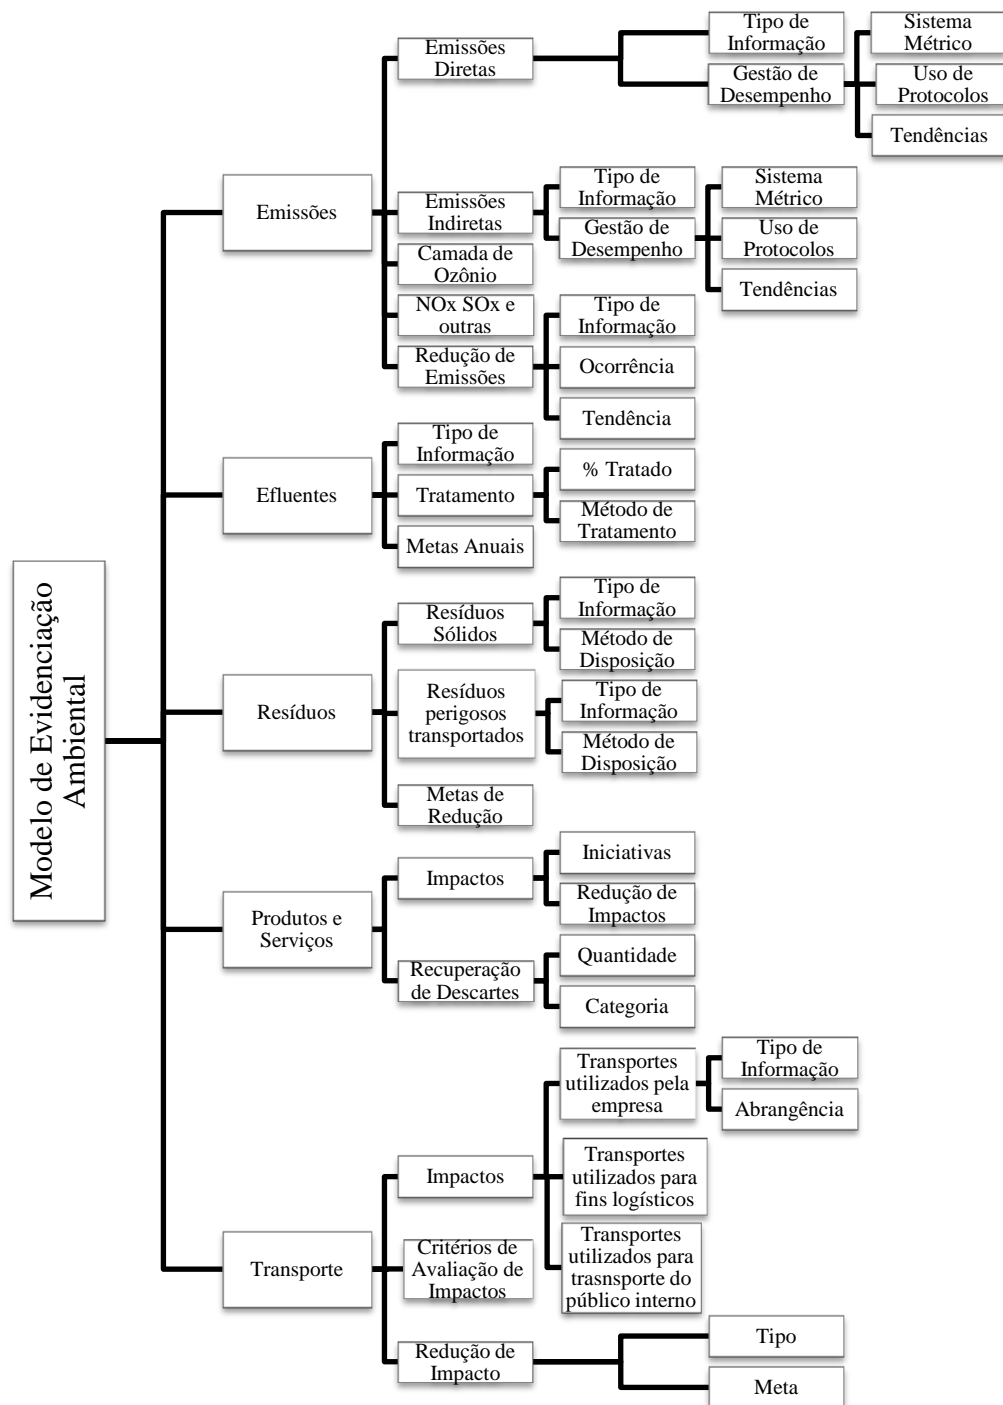 Modelo de Evidenciação
Ambiental
Emissões
Emissões
Diretas
Tipo de
Informação
Gestão de
Desempenho
Sistema
Métrico
Uso de
Protocolos
Tendências
Emissões
Indiretas
Tipo de
Informação
Gestão de
Desempenho
Sistema
Métrico
Uso de
Protocolos
Tendências
Camada de
Ozônio
NOx SOx e
outras
Redução de
Emissões
Tipo de
Informação
Ocorrência
Tendência
Efluentes
Tipo de
Informação
Tratamento
% Tratado
Método de
Tratamento
Metas Anuais
Resíduos
Resíduos
Sólidos
Tipo de
Informação
Método de
Disposição
Resíduos
perigosos
transportados
Tipo de
Informação
Método de
Disposição
Metas de
Redução
Produtos e
Serviços
Impactos
Iniciativas
Redução de
Impactos
Recuperação
de Descartes
Quantidade
Categoria
Transporte
Impactos
Transportes
utilizados pela
empresa
Tipo de
Informação
Abrangência
Transportes
utilizados para
fins logísticos
Transportes
utilizados para
trasnsporte do
público interno
Critérios de
Avaliação de
Impactos
Redução de
Impacto
Tipo
Meta